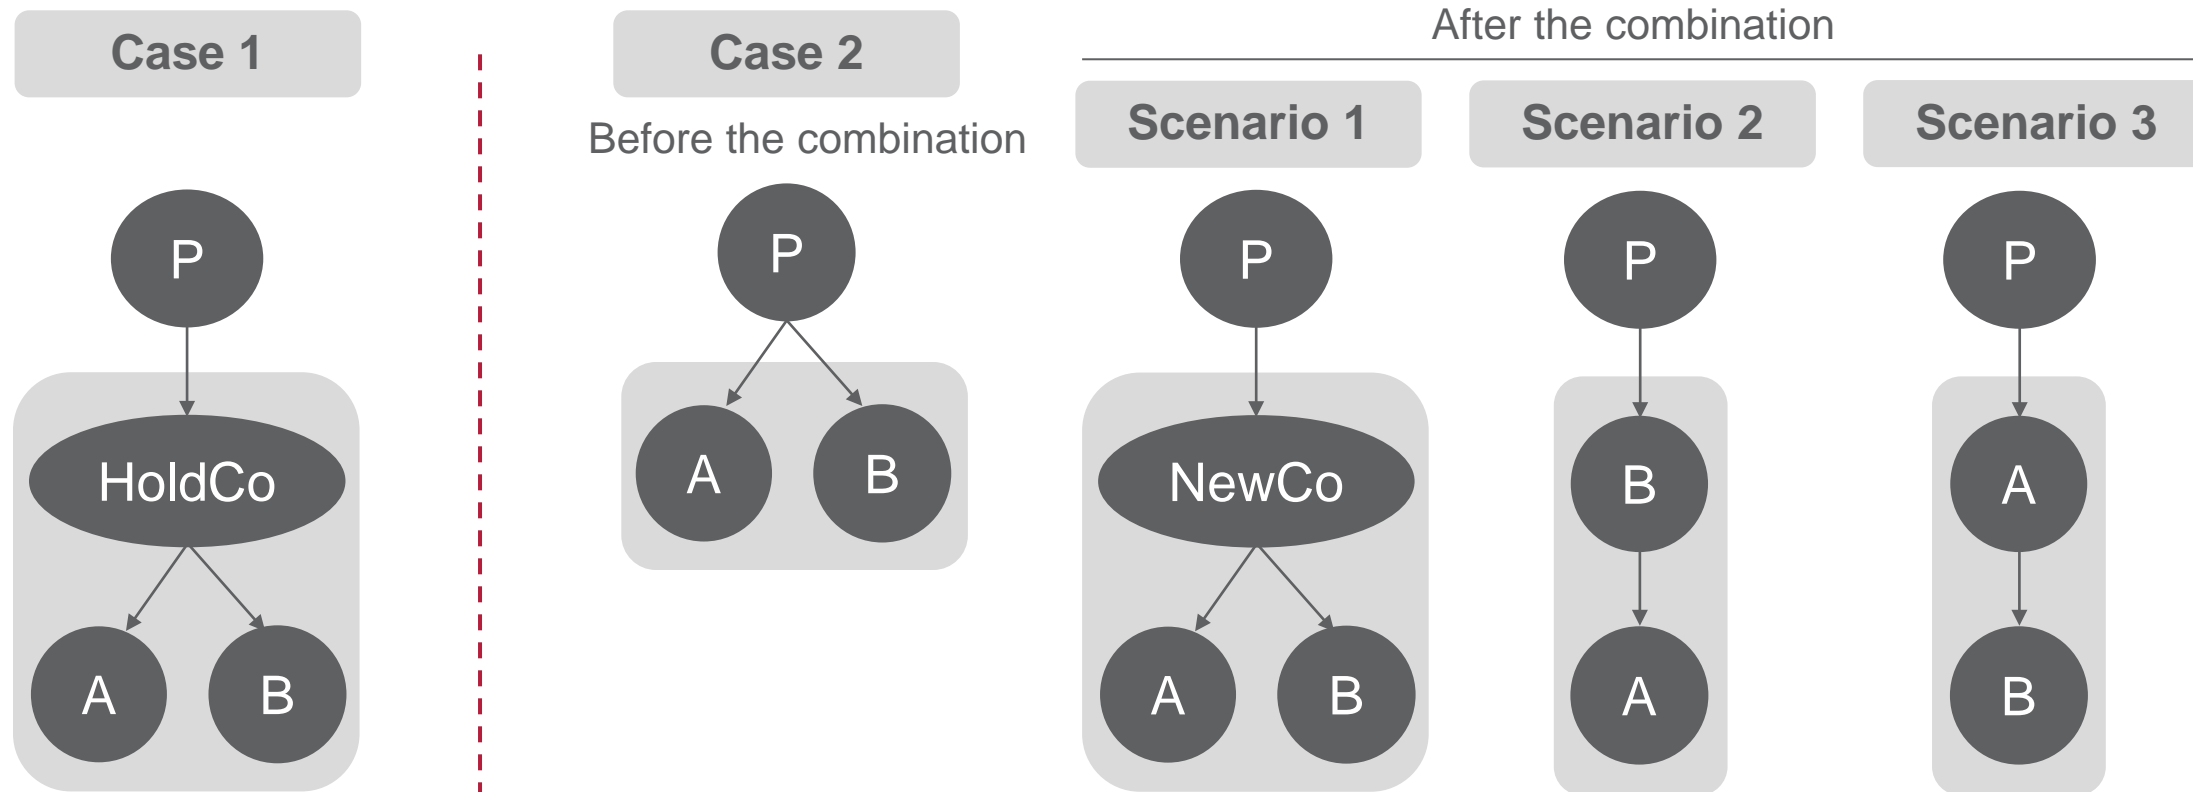 Case 1
P
HoldCo
A
B
Case 2
Before the combination
P
A
B
After the combination
Scenario 1
P
NewCo
A
B
Scenario 2
P
B
A
Scenario 3
P
A
B